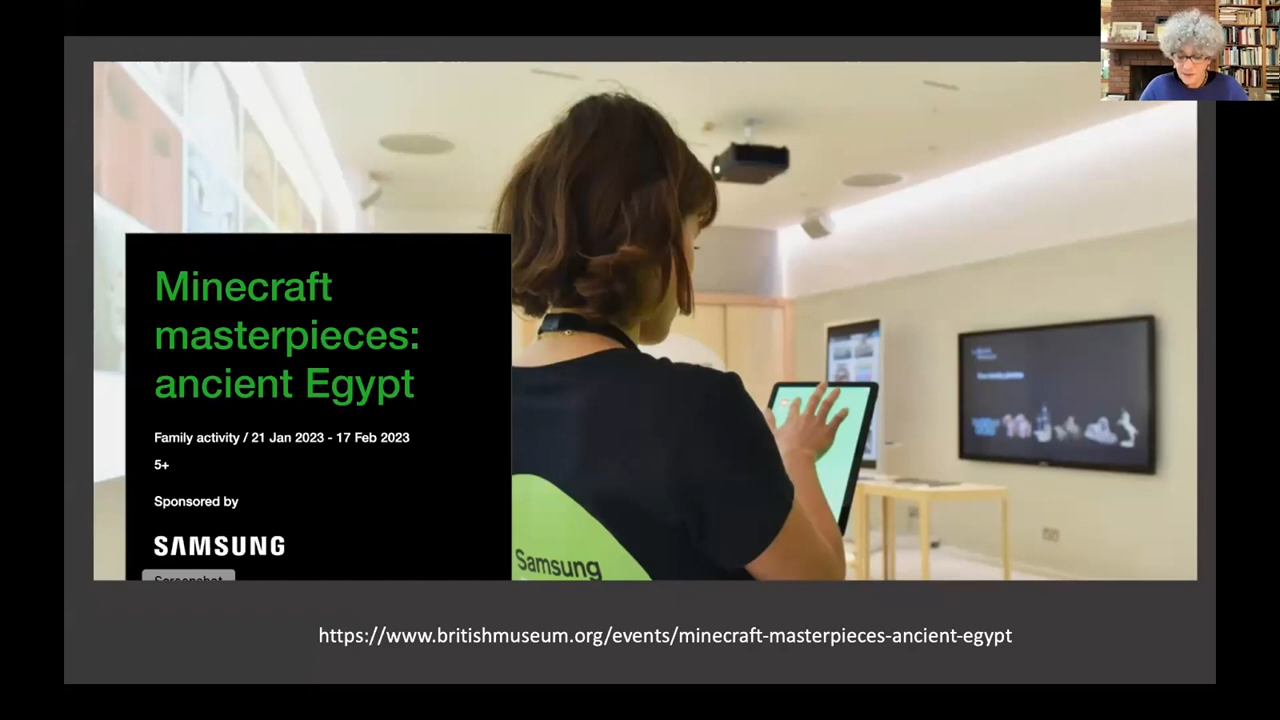 Minecraft
masterpieces:
ancient Egypt
Family activity / 21 Jan 2023 - 17 Feb 2023
5+
Sponsored by
SAMSUNG
Screenshot
Samsung
https://www.britishmuseum.org/events/minecraft-masterpieces-ancient-egypt